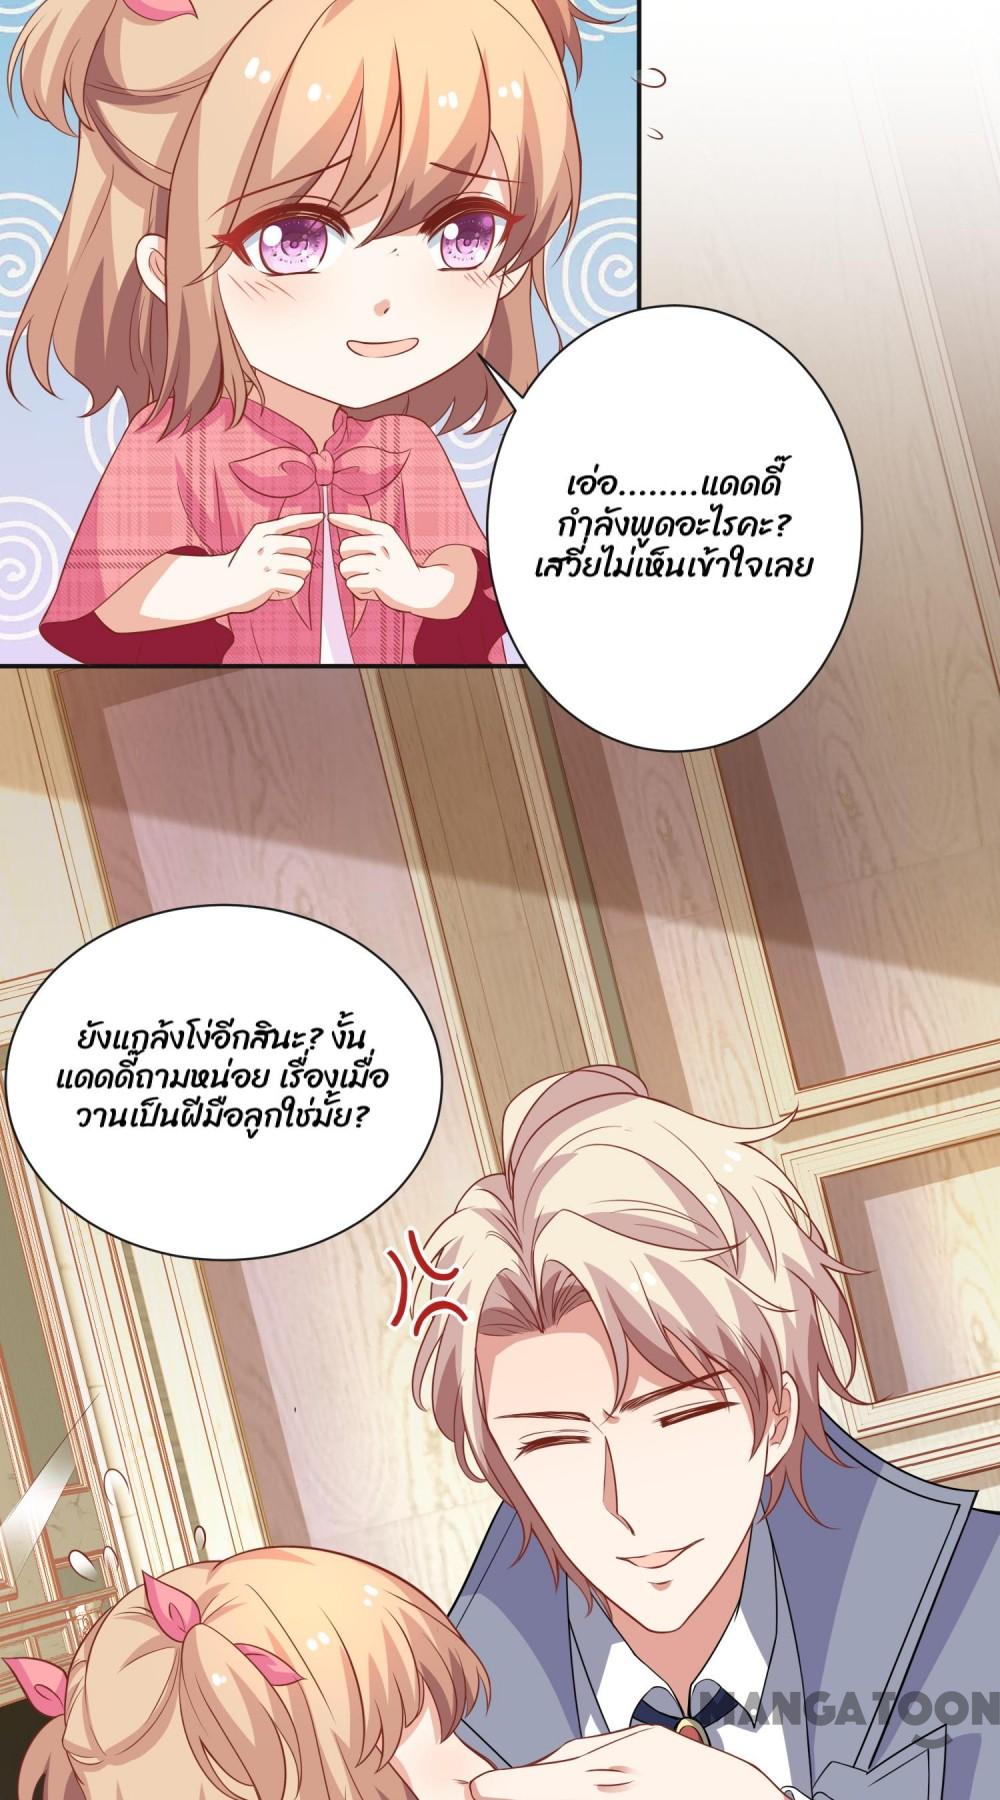 เอ่อ........แดดดี๊
กำลังพูดอะไรคะ?
เสวี่ยไม่เห็นเข้าใจเลย
ยังแกล้งโง่อีกสินะ? งั้น
แดดดี๊ถามหน่อย เรื่องเมื่อ
วานเป็นฝีมือลูกใช่มั้ย?
MANGATOON